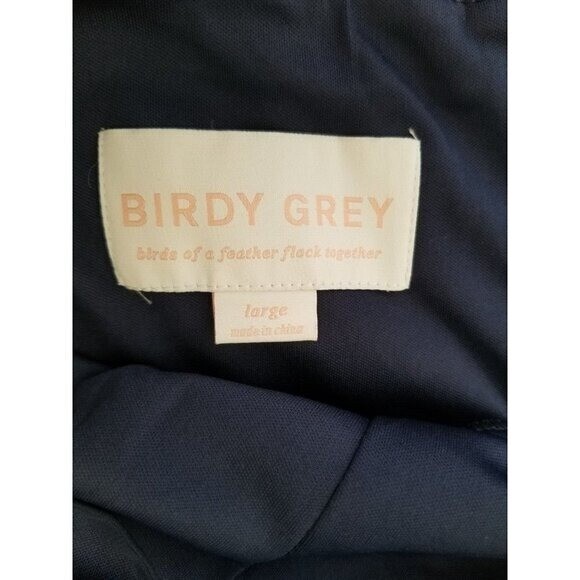 BIRDY GREY
birds of a feather flock together
large
made in china